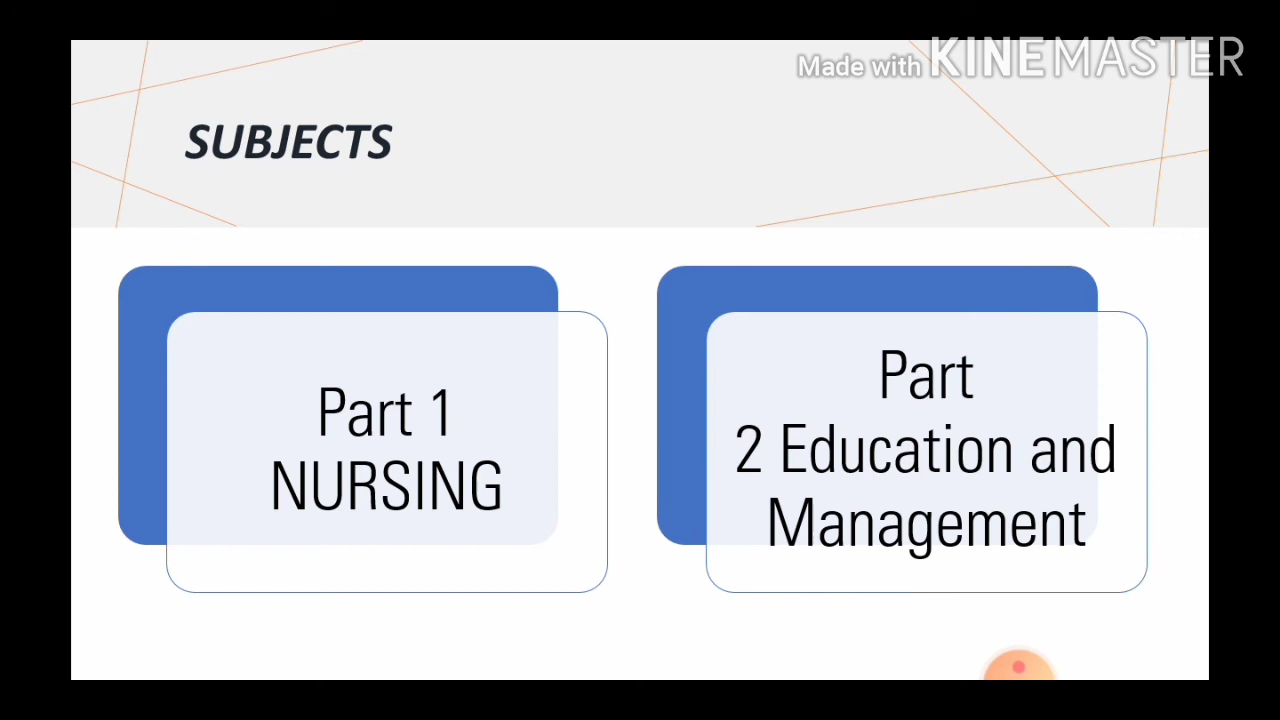 Made with KINEMASTER
SUBJECTS
Part 1
NURSING
Part
2 Education and
Management